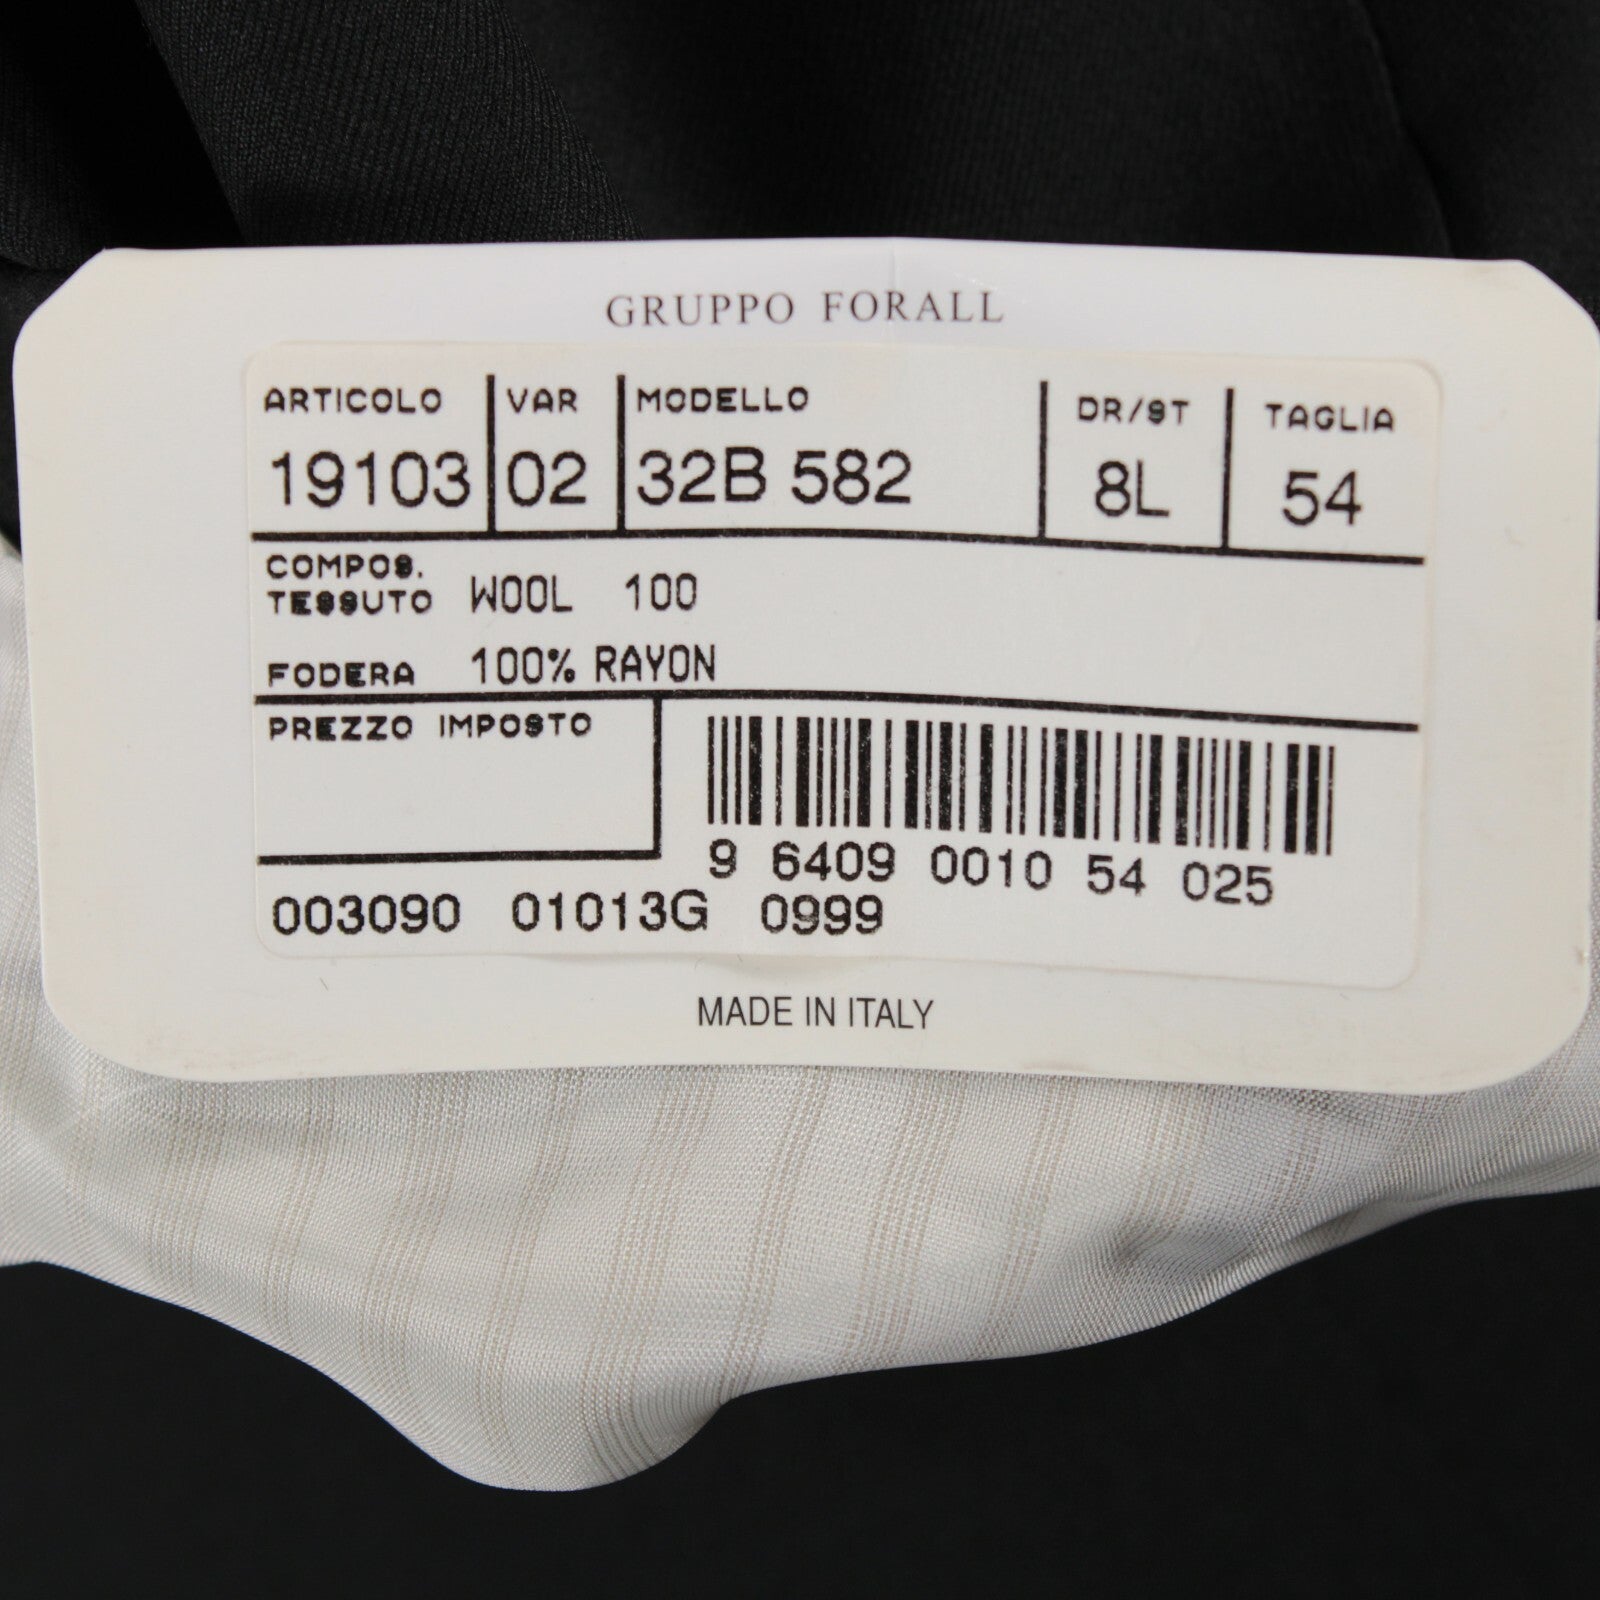 GRUPPO FORALL
ARTICOLO VAR MODELLO DR/ST TAGLIA
19103 02 32B 582 8L 54
COMPOS.
TESSUTO WOOL 100
FODERA 100% RAYON
PREZZO IMPOSTO
9 6409 0010 54 025
003090 01013G 0999
MADE IN ITALY